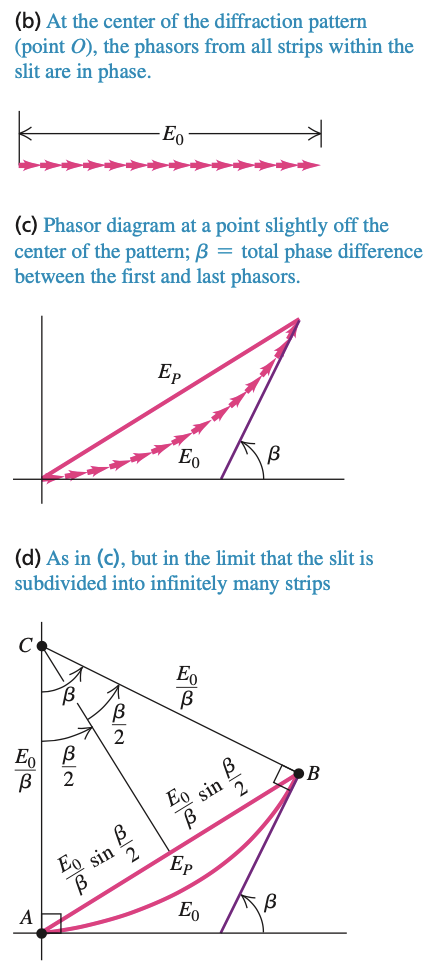 (b) At the center of the diffraction pattern
(point O), the phasors from all strips within the
slit are in phase.
E₀
(c) Phasor diagram at a point slightly off the
center of the pattern; β = total phase difference
between the first and last phasors.
E_P
E₀
β
(d) As in (c), but in the limit that the slit is
subdivided into infinitely many strips
C
β
E₀/β
β/2
E₀/β
β/2
B
E₀/β sin β/2
E₀/β sin β/2
E_P
A
E₀
β